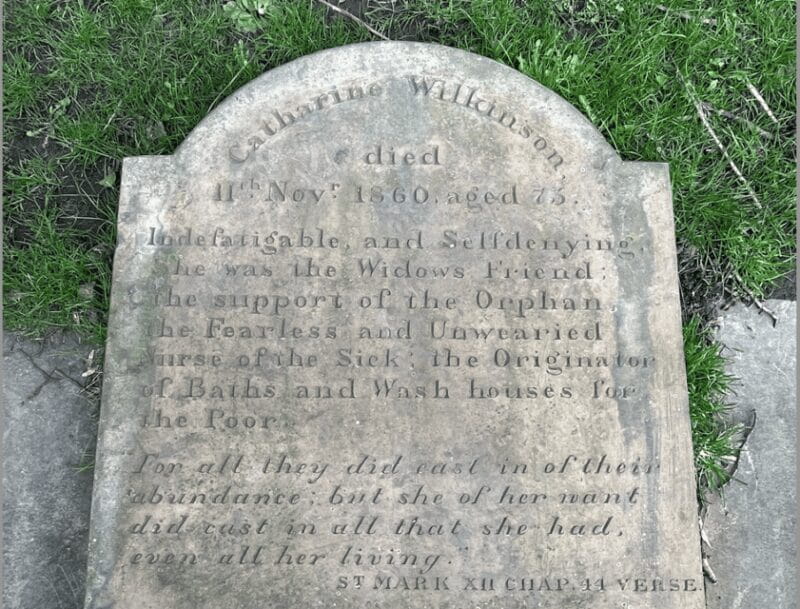 Catharine Wilkinson,
died
11th Novr 1860, aged 75.
Indefatigable, and Selfdenying,
She was the Widows Friend;
the support of the Orphan,
the Fearless and Unwearied
Nurse of the Sick; the Originator
of Baths and Wash houses for
the Poor.
"For all they did cast in of their
abundance; but she of her want
did cast in all that she had,
even all her living."
ST MARK XII CHAP. 44 VERSE.